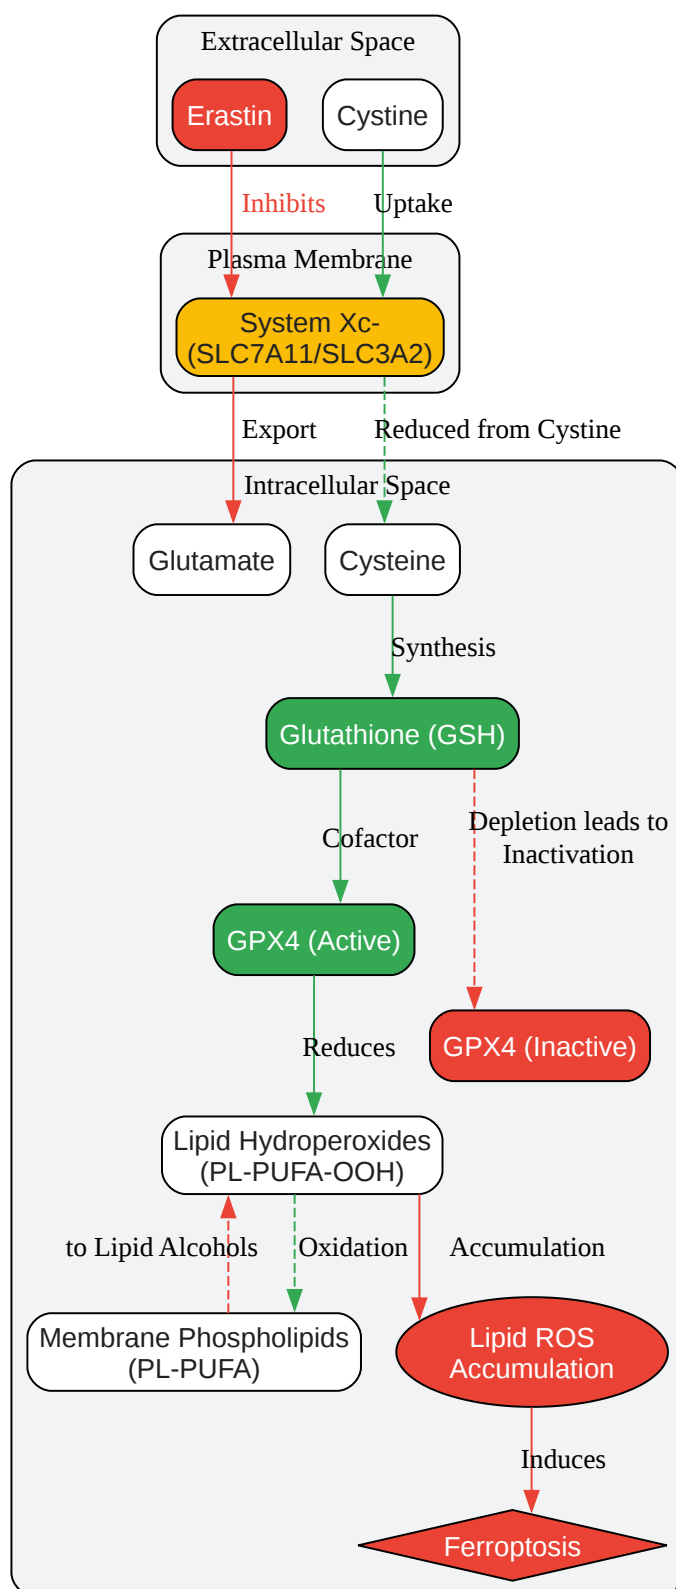 Extracellular Space
Erastin
Cystine
Inhibits
Uptake
Plasma Membrane
System Xc-
(SLC7A11/SLC3A2)
Export
Reduced from Cystine
Intracellular Space
Glutamate
Cysteine
Synthesis
Glutathione (GSH)
Cofactor
Depletion leads to
Inactivation
GPX4 (Active)
GPX4 (Inactive)
Reduces
Lipid Hydroperoxides
(PL-PUFA-OOH)
to Lipid Alcohols
Oxidation
Accumulation
Membrane Phospholipids
(PL-PUFA)
Lipid ROS
Accumulation
Induces
Ferroptosis